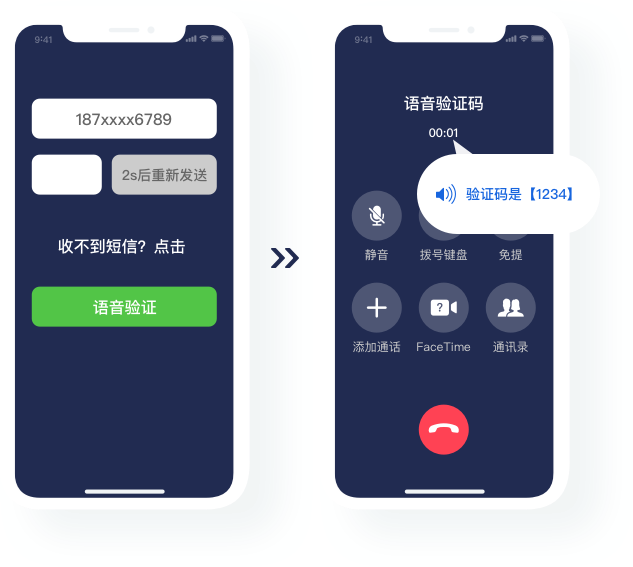 9:41
187xxxx6789
2s后重新发送
收不到短信？点击
语音验证
9:41
语音验证码
00:01
验证码是【1234】
静音
拨号键盘
免提
?
添加通话
FaceTime
通讯录